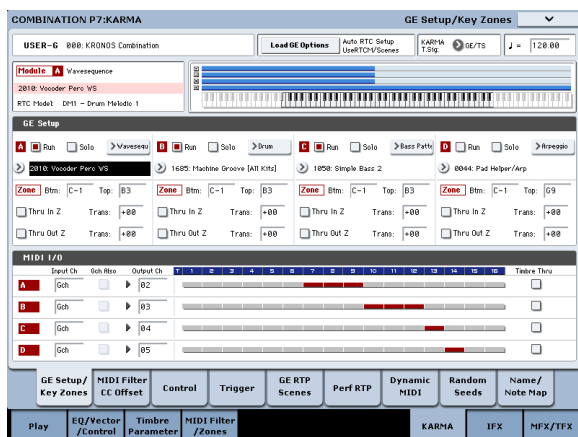 COMBINATION P7:KARMA GE Setup/Key Zones
USER-G 000: KRONOS Combination Load GE Options Auto RTC Setup UseRTCM/Scenes KARMA T.Sig: GE/TS ♩ = 120.00
Module A Wavesequence
2010: Vocoder Perc WS
RTC Model: DM1 - Drum Melodic 1
GE Setup
A Run Solo >Wavesequ B Run Solo >Drum C Run Solo >Bass Patte D Run Solo >Arpeggio
2010: Vocoder Perc WS 1685: Machine Groove [All Kits] 1050: Simple Bass 2 0044: Pad Helper/Arp
Zone Btm: C-1 Top: B3 Zone Btm: C-1 Top: B3 Zone Btm: C-1 Top: B3 Zone Btm: C-1 Top: G9
Thru In Z Trans: +00 Thru In Z Trans: +00 Thru In Z Trans: +00 Thru In Z Trans: +00
Thru Out Z Trans: +00 Thru Out Z Trans: +00 Thru Out Z Trans: +00 Thru Out Z Trans: +00
MIDI I/O
Input Ch Gch Also Output Ch T 1 2 3 4 5 6 7 8 9 10 11 12 13 14 15 16 Timbre Thru
A Gch 02
B Gch 03
C Gch 04
D Gch 05
GE Setup/ Key Zones MIDI Filter CC Offset Control Trigger GE RTP Scenes Perf RTP Dynamic MIDI Random Seeds Name/ Note Map
Play EQ/Vector /Control Timbre Parameter MIDI Filter /Zones KARMA IFX MFX/TFX